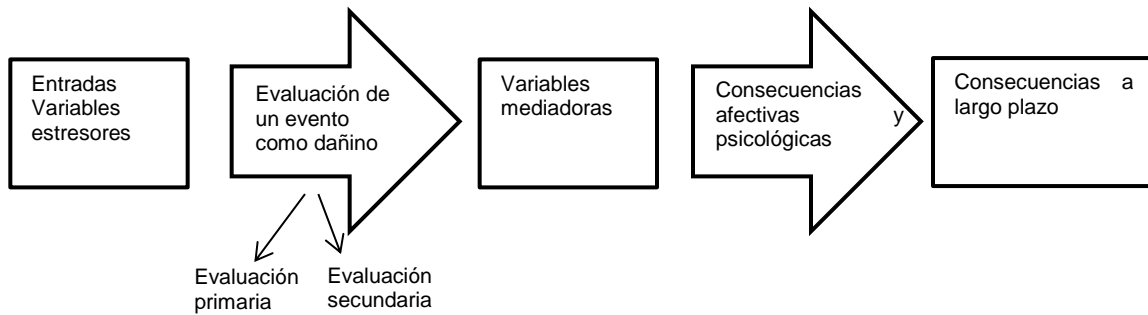 Entradas
Variables
estresores
Evaluación de
un evento
como dañino
Variables
mediadoras
Consecuencias
afectivas y
psicológicas
Consecuencias a
largo plazo
Evaluación
primaria
Evaluación
secundaria